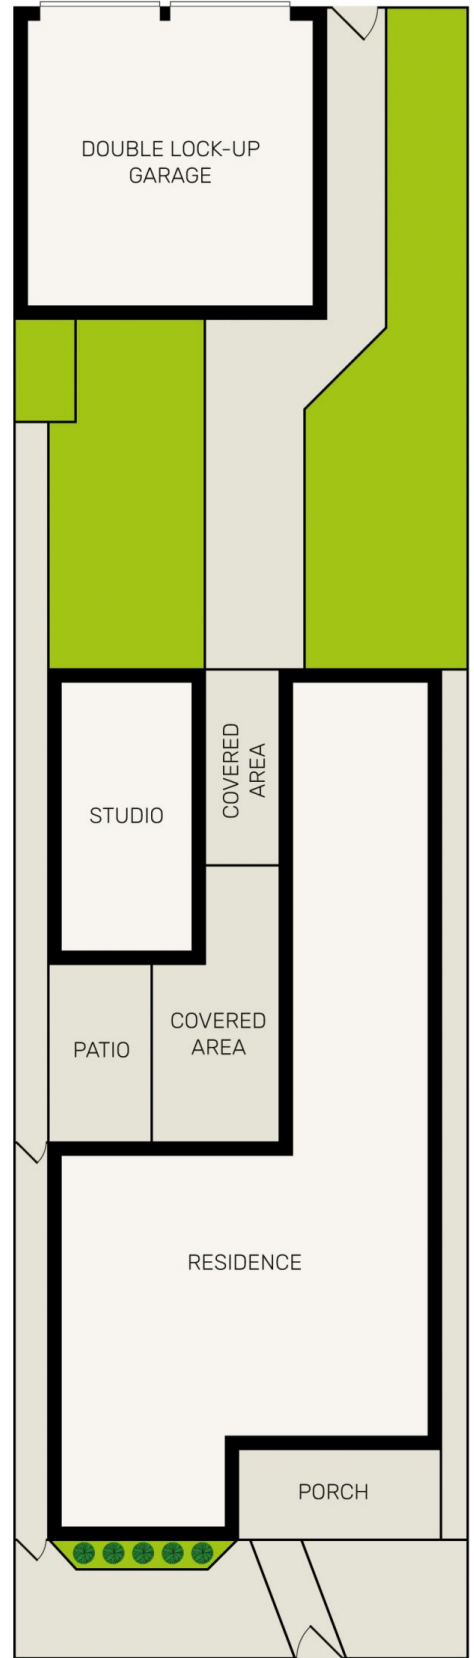 DOUBLE LOCK-UP
GARAGE
COVERED
AREA
STUDIO
COVERED
AREA
PATIO
RESIDENCE
PORCH